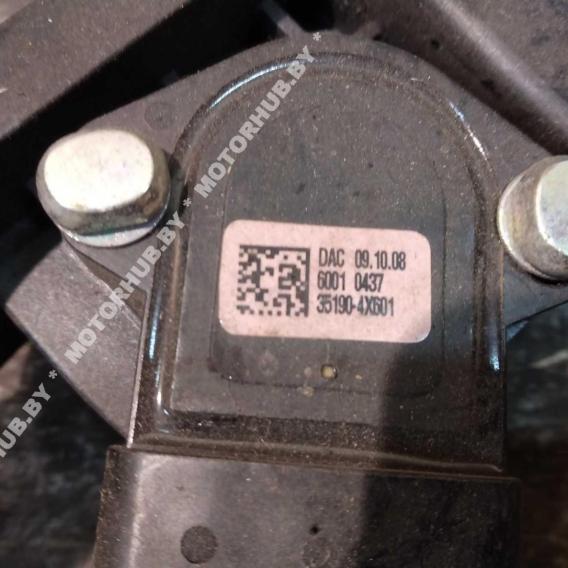 DAC 09.10.08
6001 0437
35190-4X601
MOTORHUB.BY * MOTORHUB.BY * MOTORHUB.BY